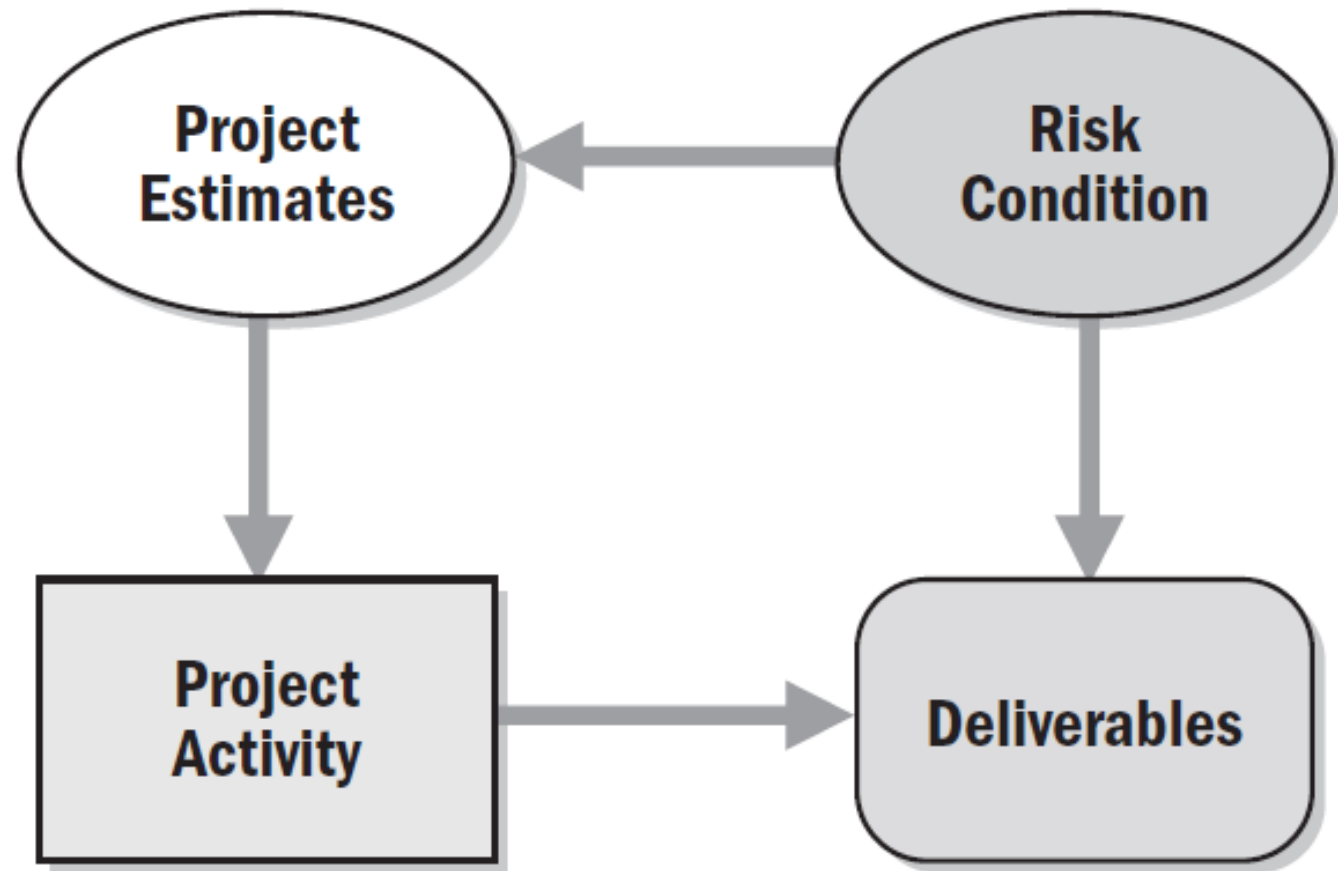 Project
Estimates
Risk
Condition
Project
Activity
Deliverables